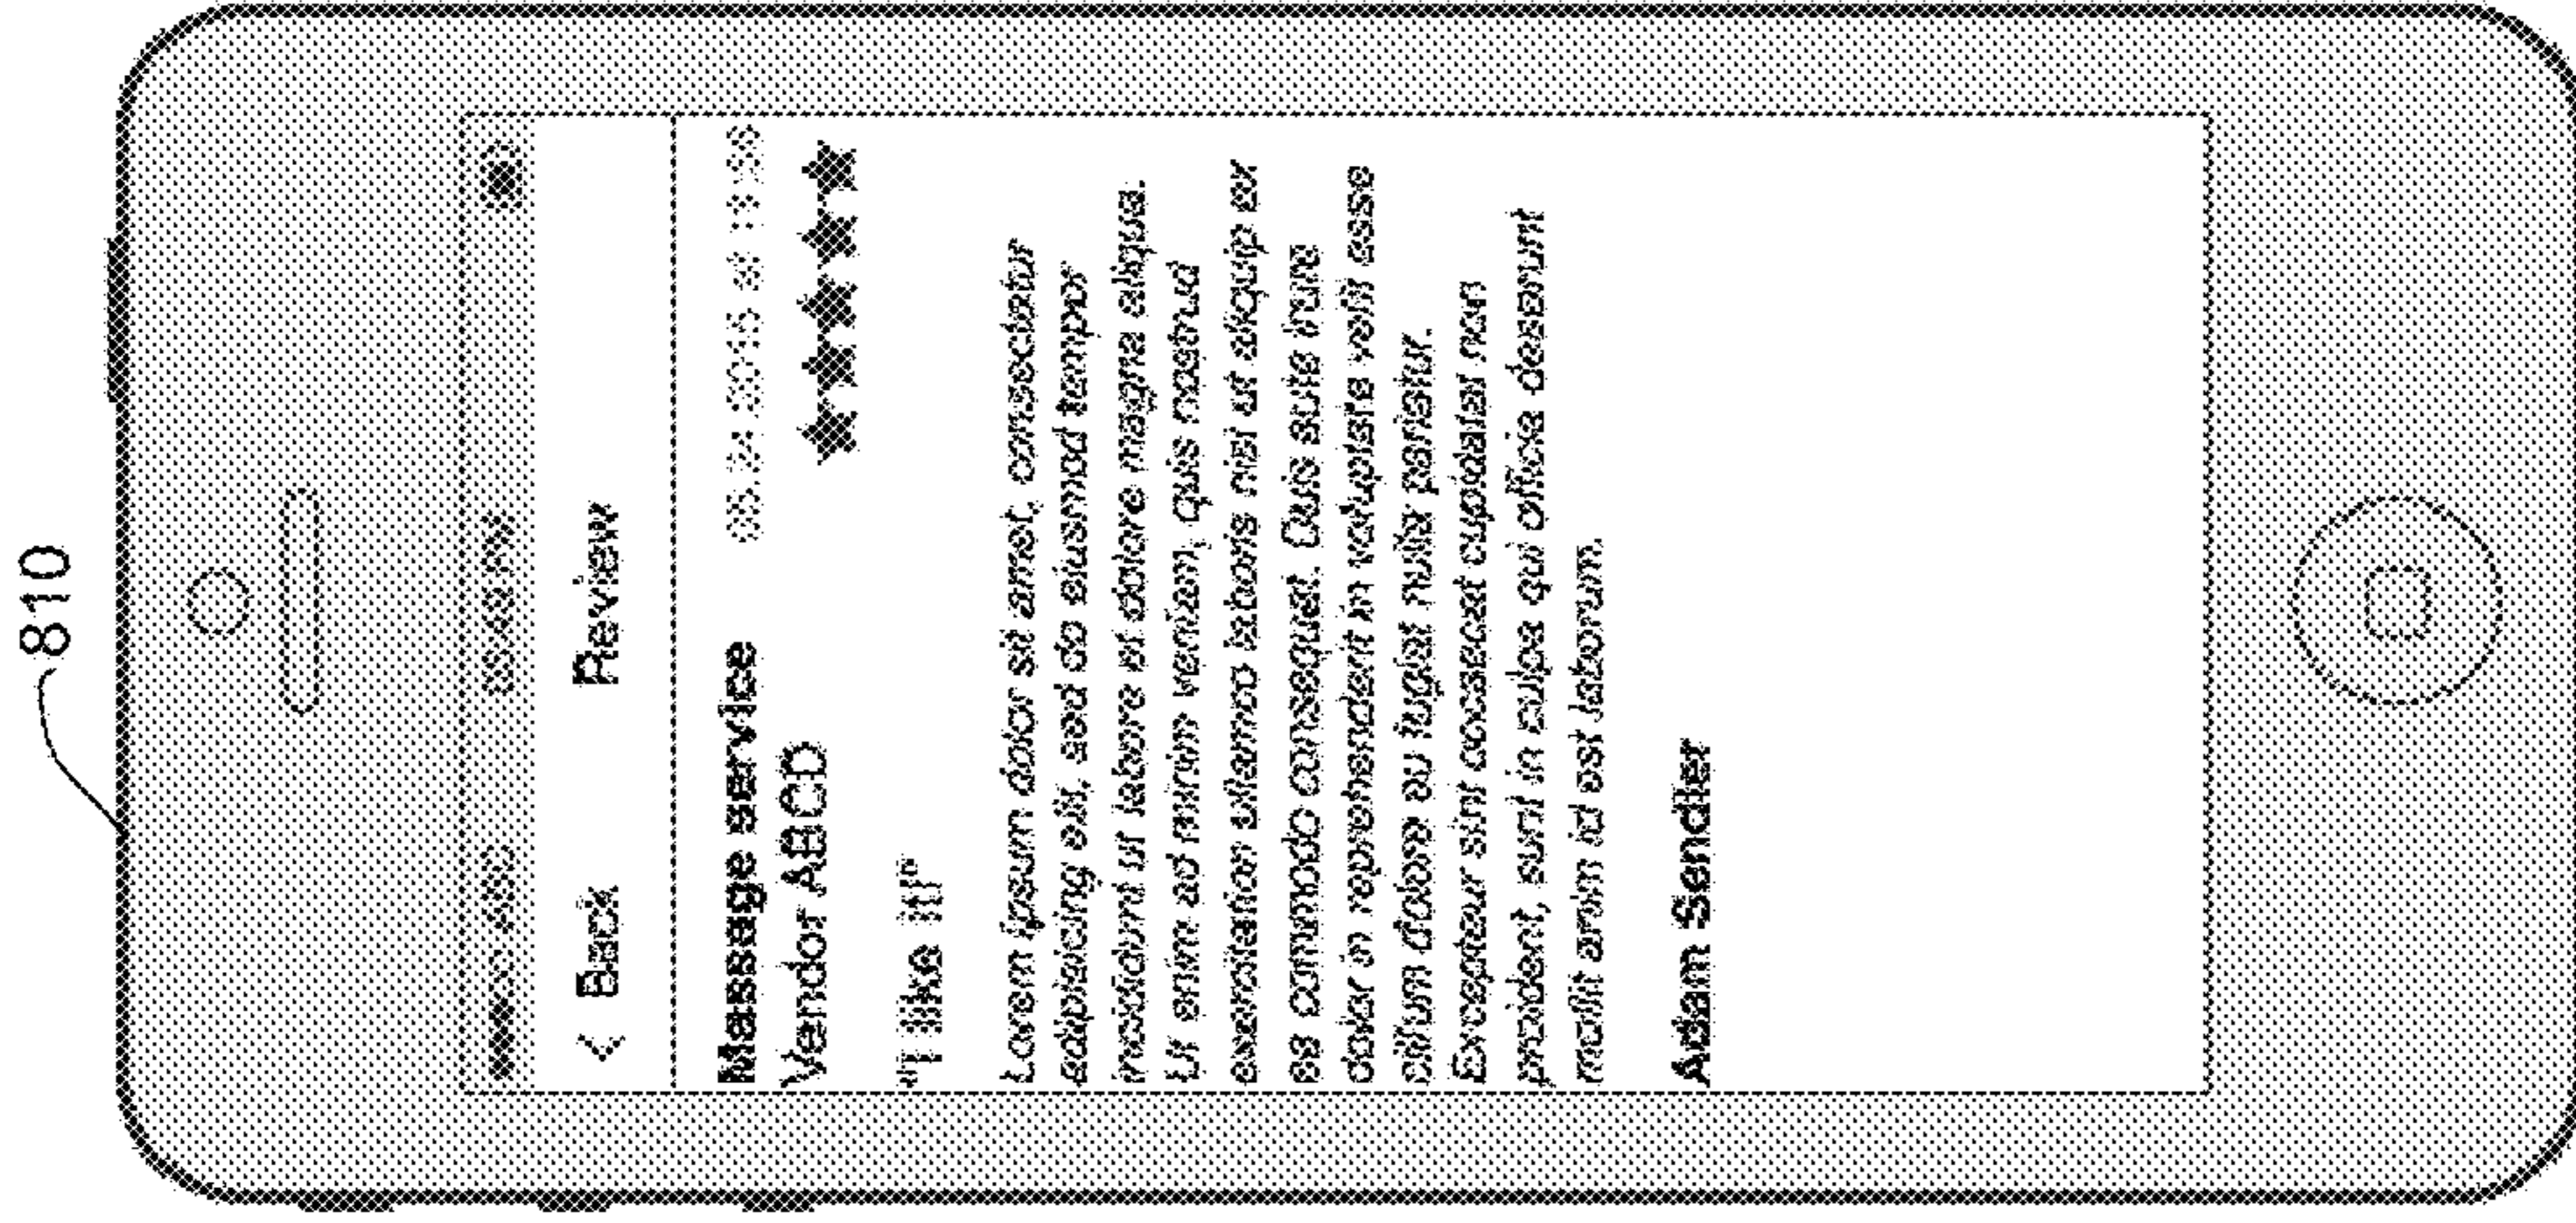 810
< Back Review
Massage service
Vendor ABCD ★★★★★
"I like it!"
Lorem ipsum dolor sit amet, consectetur
adipisicing elit, sed do eiusmod tempor
incididunt ut labore et dolore magna aliqua.
Ut enim ad minim veniam, quis nostrud
exercitation ullamco laboris nisi ut aliquip ex
ea commodo consequat. Duis aute irure
dolor in reprehenderit in voluptate velit esse
cillum dolore eu fugiat nulla pariatur.
Excepteur sint occaecat cupidatat non
proident, sunt in culpa qui officia deserunt
mollit anim id est laborum.
Adam Sendler